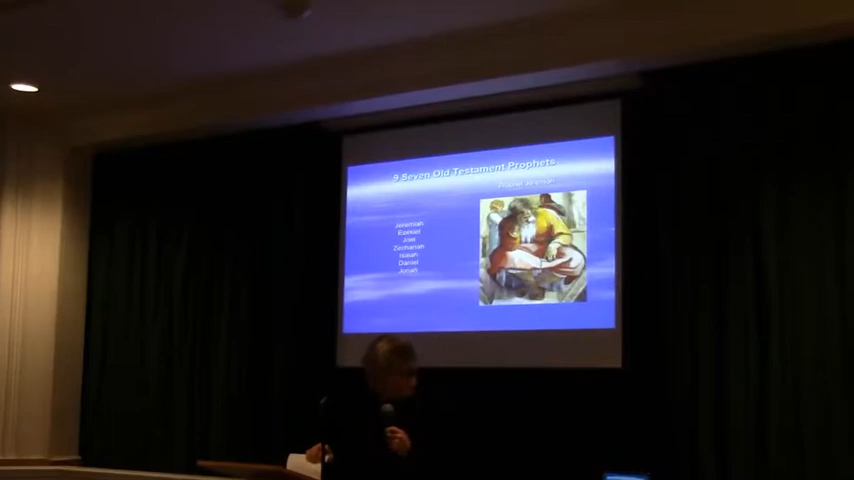 9 Seven Old Testament Prophets
Prophet Jeremiah
Jeremiah
Ezekiel
Joel
Zechariah
Isaiah
Daniel
Jonah